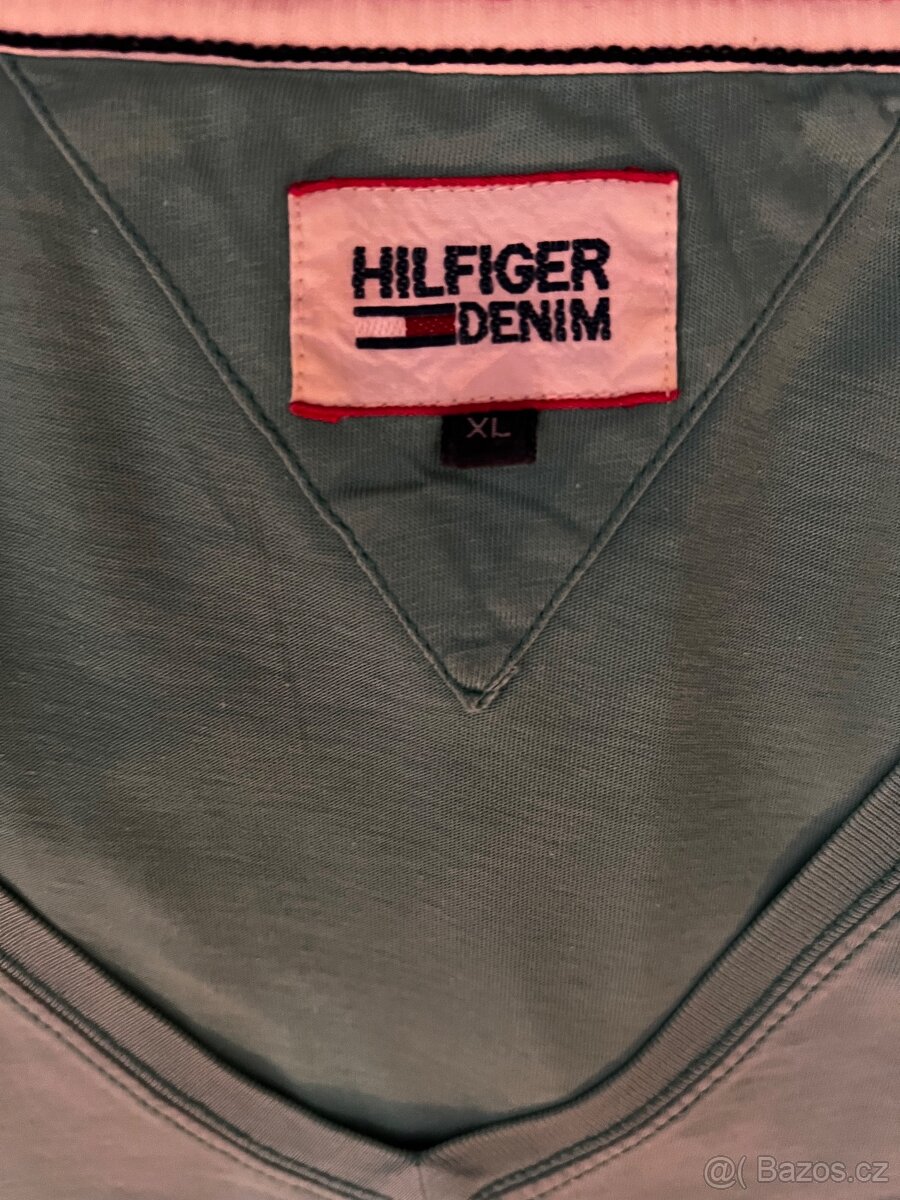 HILFIGER
DENIM
XL
@( Bazos.cz